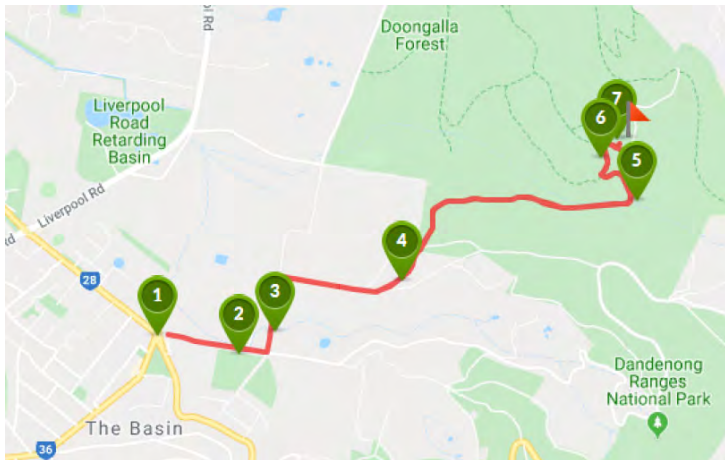 Doongalla
Forest
Rd
Liverpool
Road
Retarding
Basin
Liverpool Rd
Rd
28
1
2
3
4
5
6
7
Dandenong
Ranges
National Park
The Basin
36